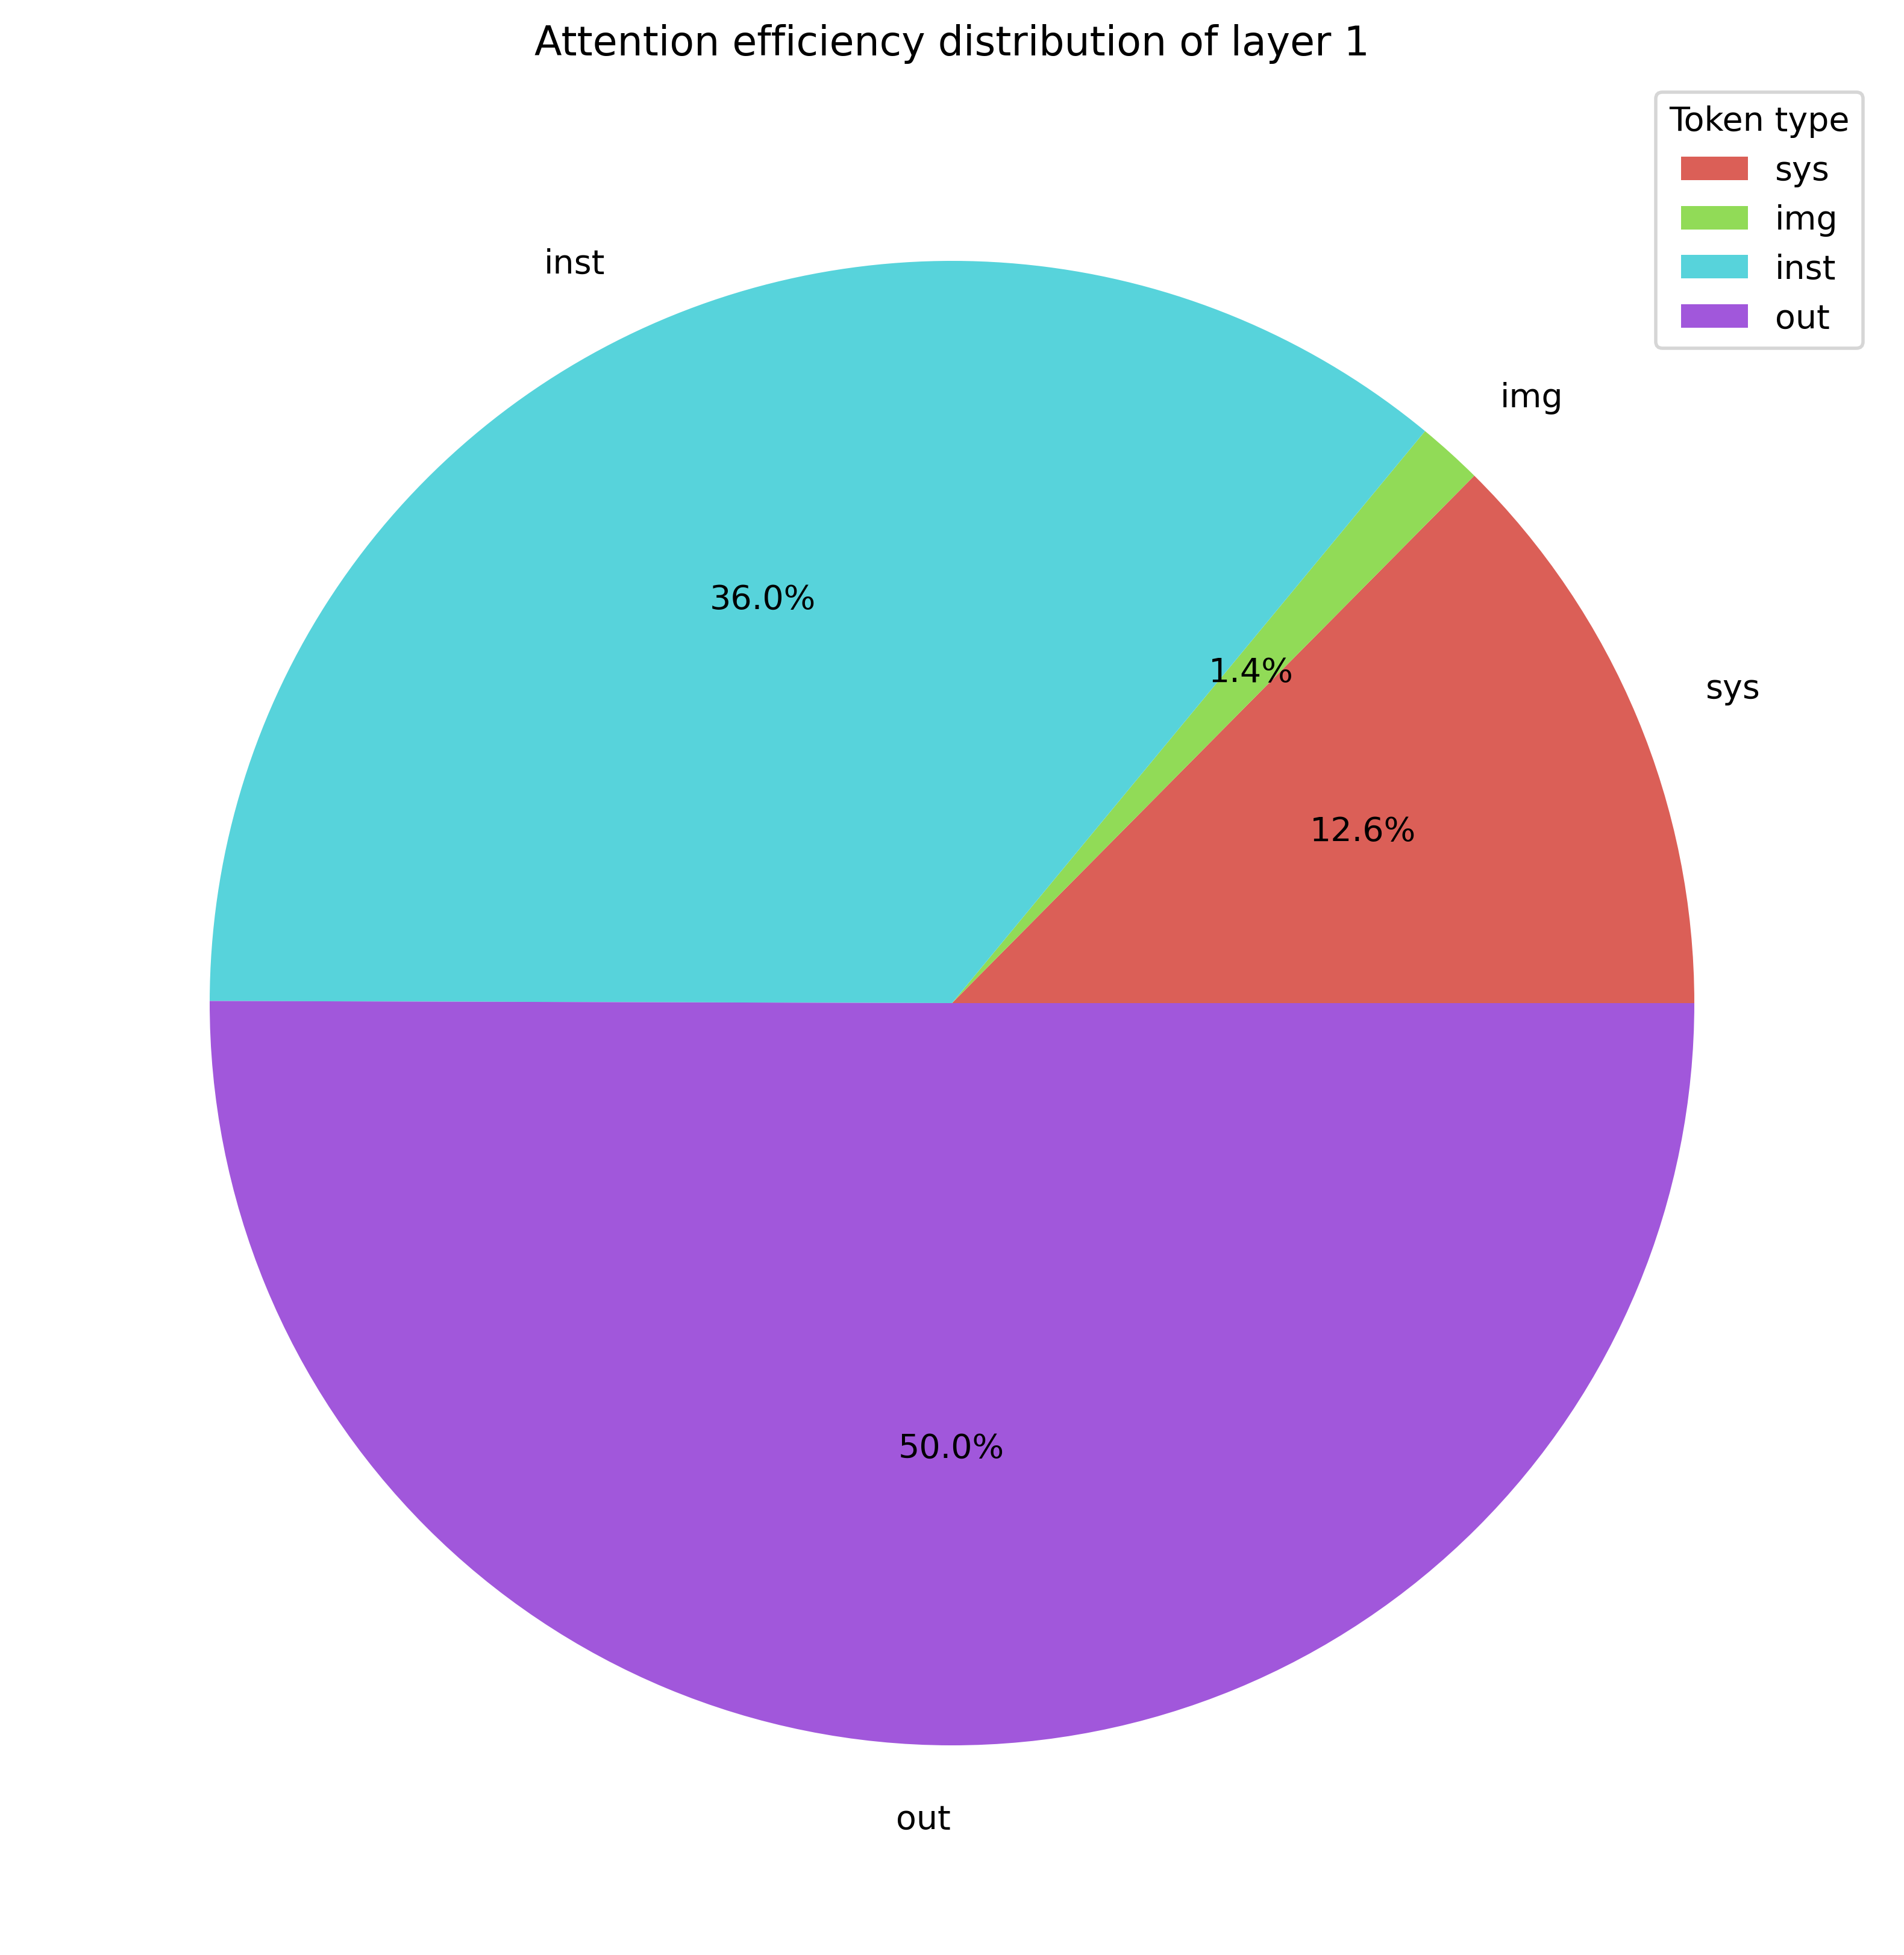 Attention efficiency distribution of layer 1
Token type
sys
img
inst
out
inst
img
36.0%
1.4%
sys
12.6%
50.0%
out